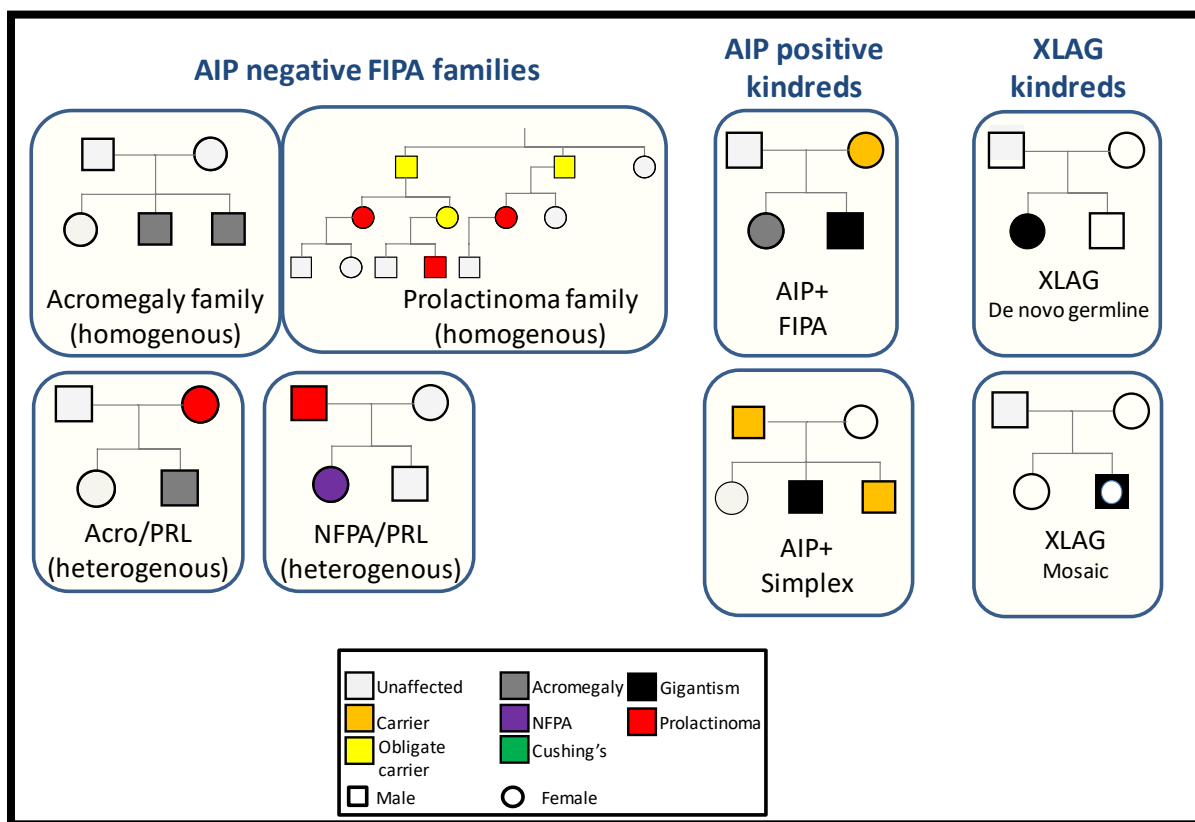 AIP negative FIPA families
AIP positive
kindreds
XLAG
kindreds
Acromegaly family
(homogenous)
Prolactinoma family
(homogenous)
AIP+
FIPA
XLAG
De novo germline
Acro/PRL
(heterogenous)
NFPA/PRL
(heterogenous)
AIP+
Simplex
XLAG
Mosaic
Unaffected
Acromegaly
Gigantism
Carrier
NFPA
Prolactinoma
Obligate
carrier
Cushing's
Male
Female